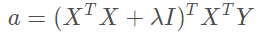 a = (X^T X + λI)^T X^T Y